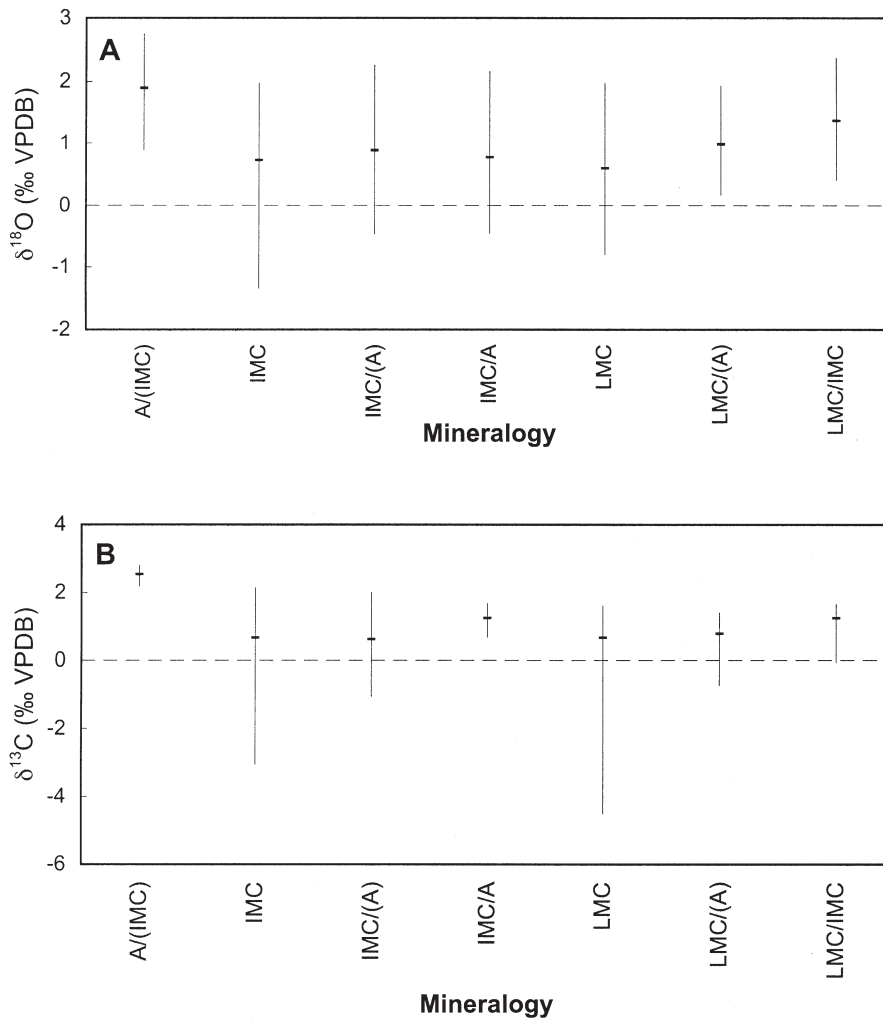 A
δ18O (‰ VPDB)
3
2
1
0
-1
-2
A/(IMC)
IMC
IMC/(A)
IMC/A
LMC
LMC/(A)
LMC/IMC
Mineralogy
B
δ13C (‰ VPDB)
4
2
0
-2
-4
-6
A/(IMC)
IMC
IMC/(A)
IMC/A
LMC
LMC/(A)
LMC/IMC
Mineralogy